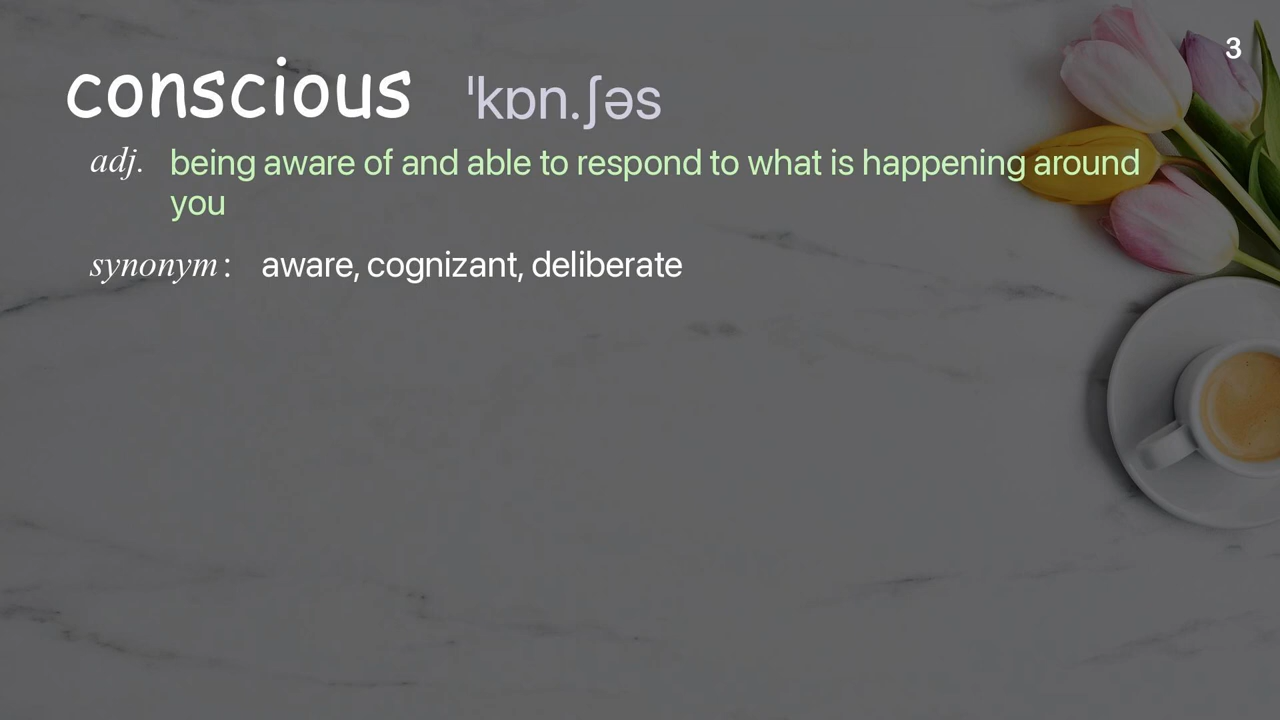 3
conscious ˈkɒn.ʃəs
adj. being aware of and able to respond to what is happening around
you
synonym : aware, cognizant, deliberate